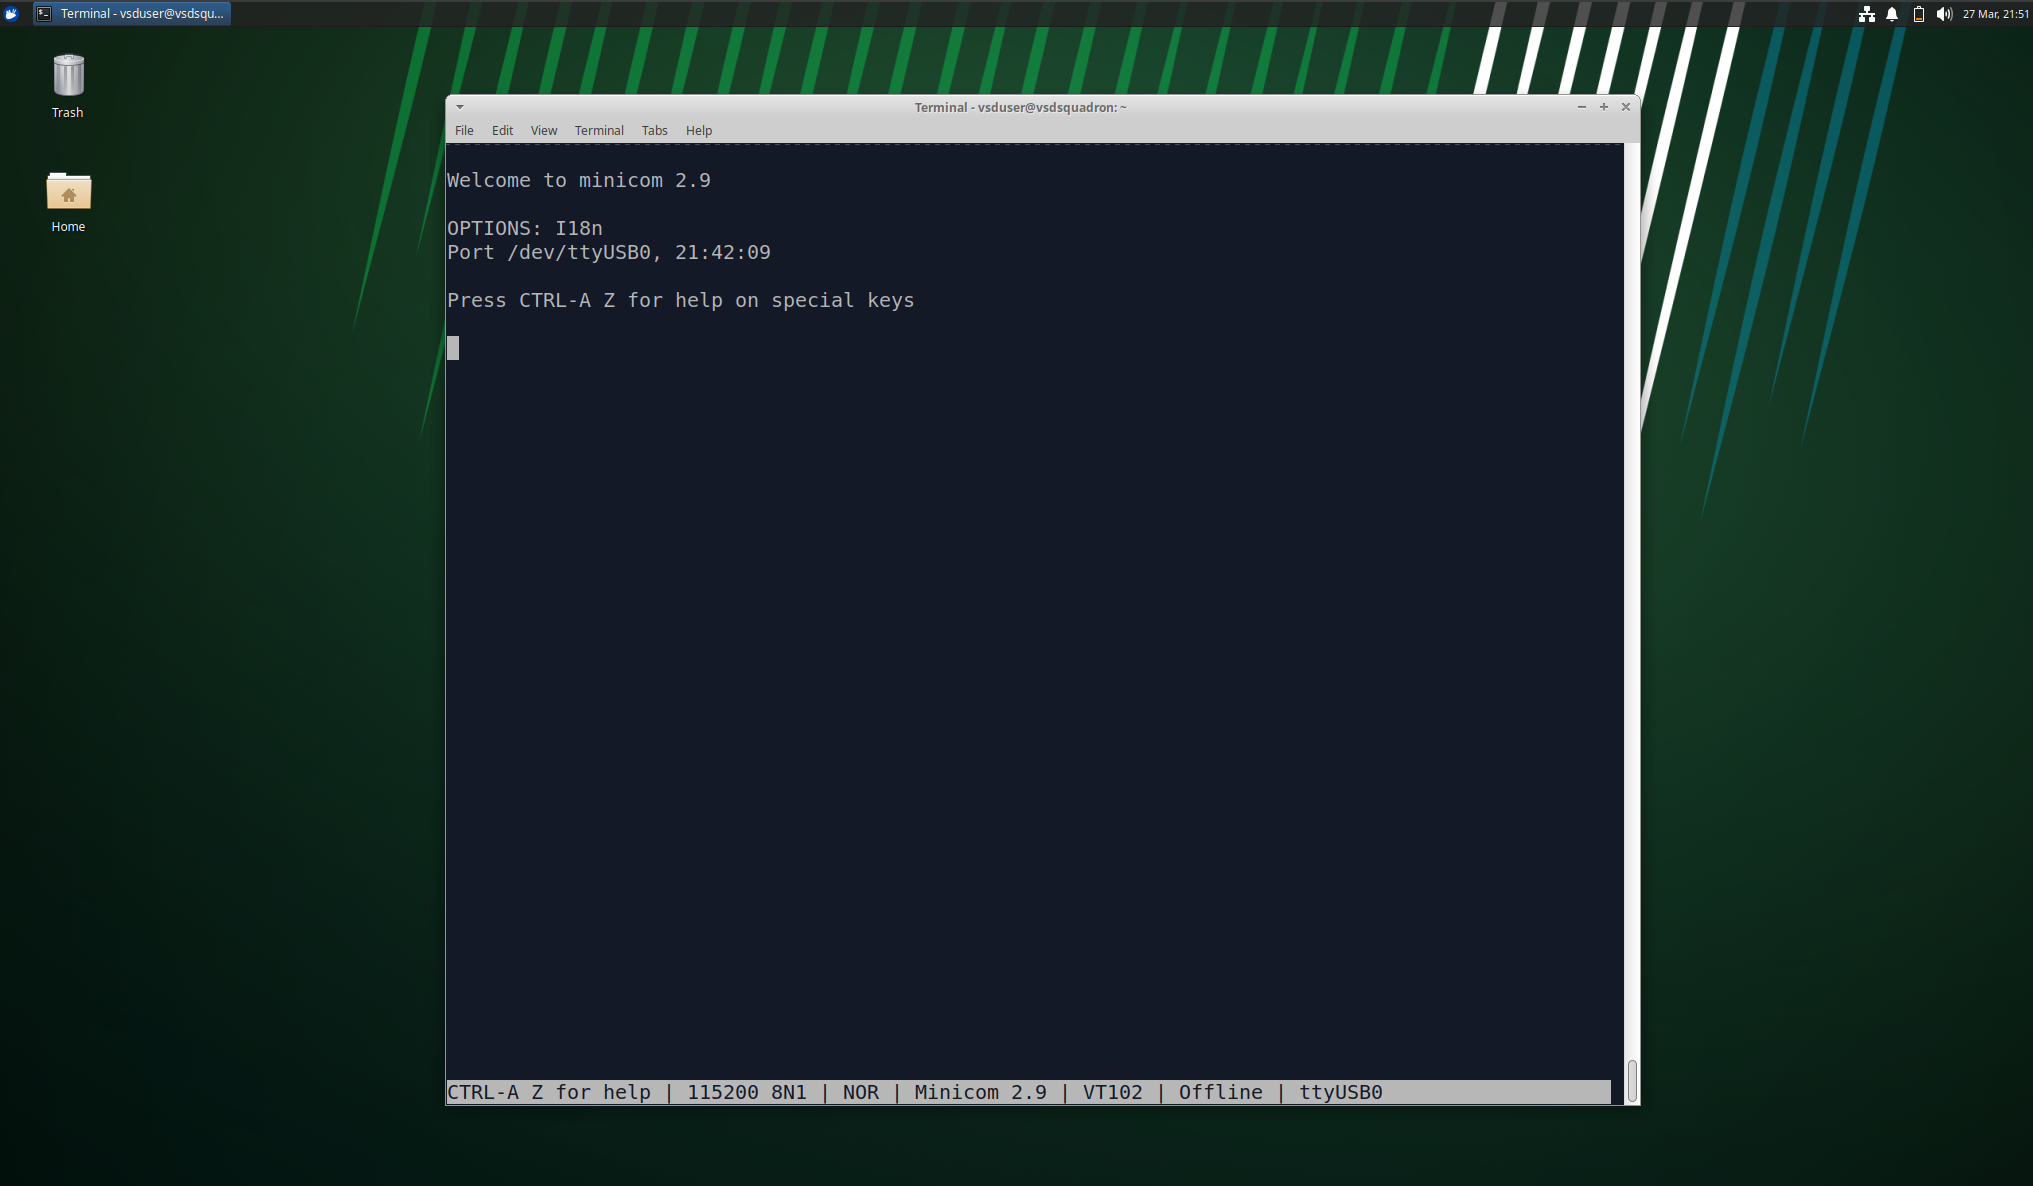 Terminal - vsduser@vsdsqu...
27 Mar, 21:51
Trash
Home
Terminal - vsduser@vsdsquadron: ~
File Edit View Terminal Tabs Help
Welcome to minicom 2.9
OPTIONS: I18n
Port /dev/ttyUSB0, 21:42:09
Press CTRL-A Z for help on special keys
CTRL-A Z for help | 115200 8N1 | NOR | Minicom 2.9 | VT102 | Offline | ttyUSB0